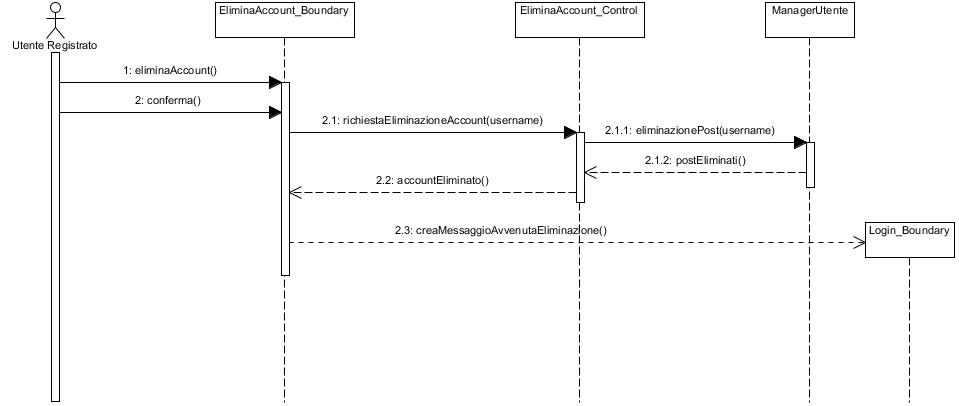 EliminaAccount_Boundary
EliminaAccount_Control
ManagerUtente
Utente Registrato
1: eliminaAccount()
2: conferma()
2.1: richiestaEliminazioneAccount(username)
2.1.1: eliminazionePost(username)
2.1.2: postEliminati()
2.2: accountEliminato()
2.3: creaMessaggioAvvenutaEliminazione()
Login_Boundary